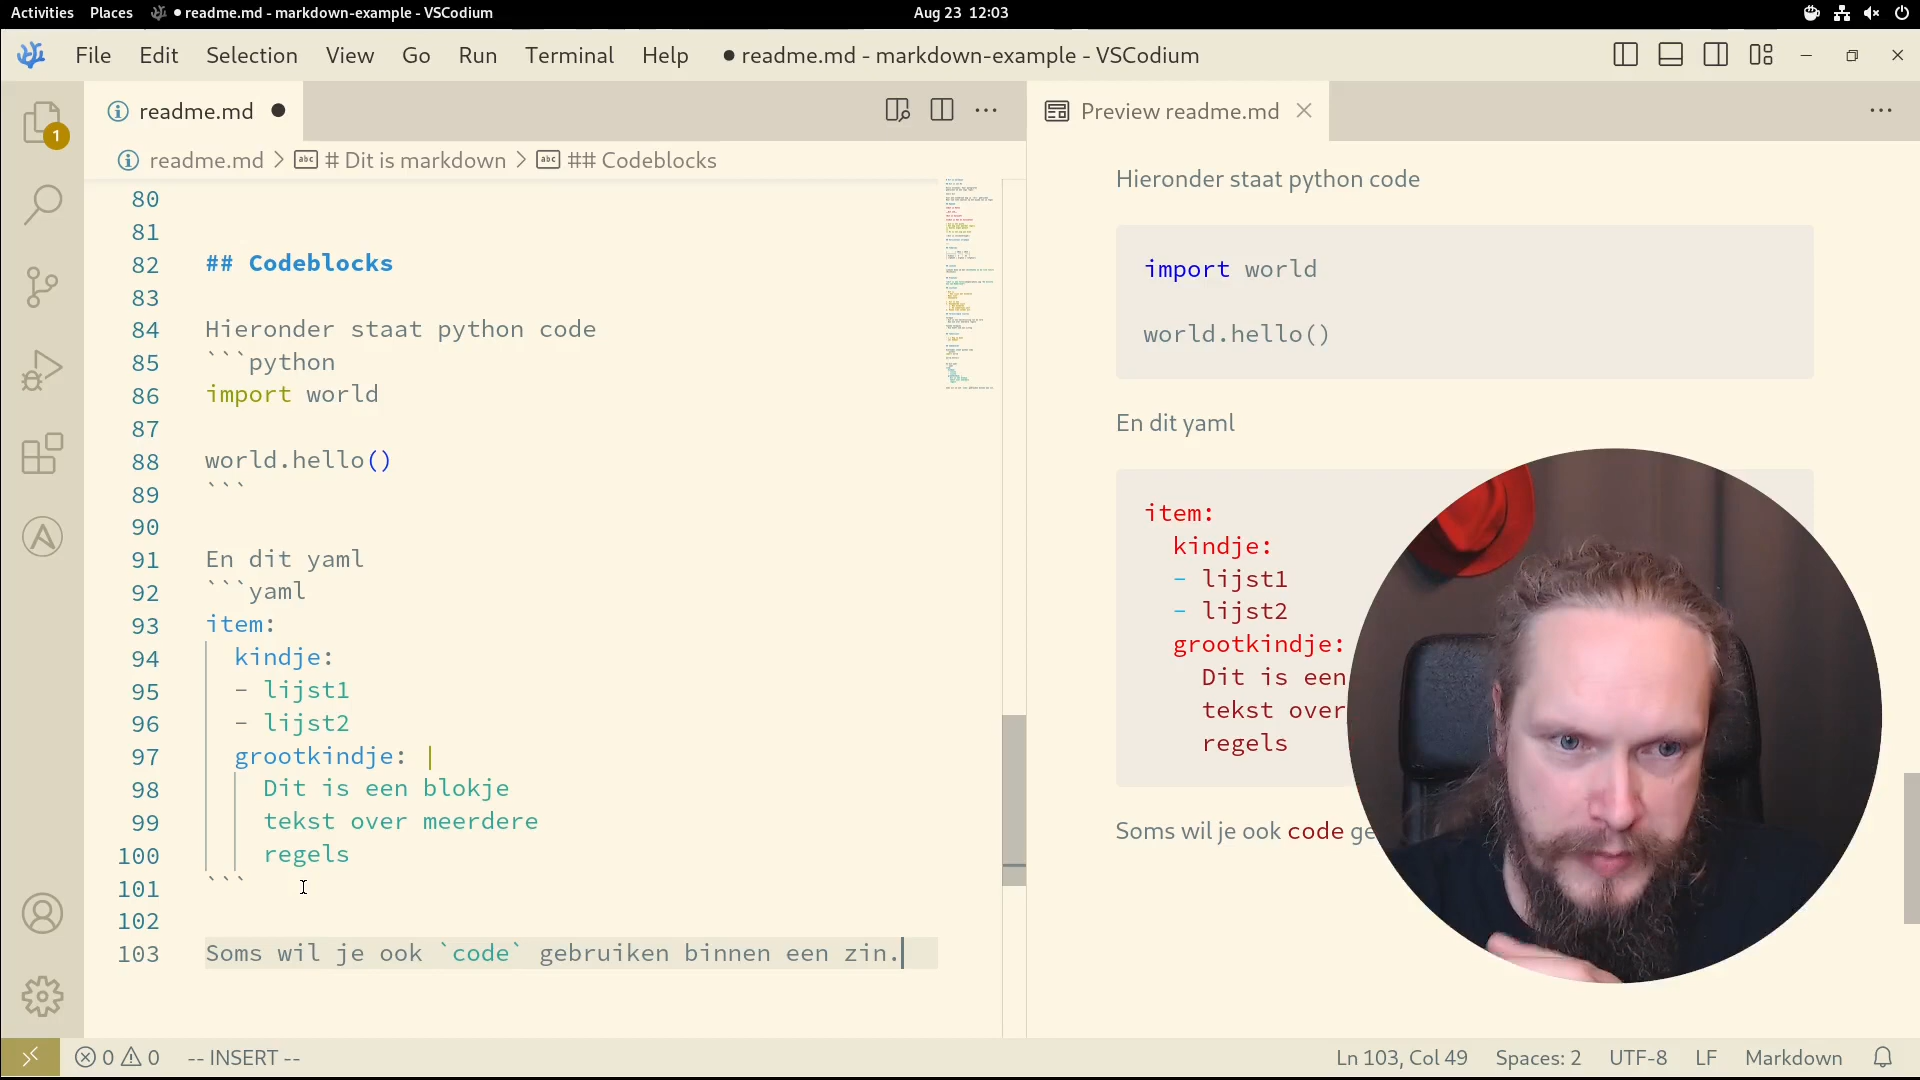 Activities Places ● readme.md - markdown-example - VSCodium Aug 23 12:03
File Edit Selection View Go Run Terminal Help ● readme.md - markdown-example - VSCodium
readme.md ● Preview readme.md
1
readme.md > # Dit is markdown > ## Codeblocks
80
81
82 ## Codeblocks
83
84 Hieronder staat python code
85 ```python
86 import world
87
88 world.hello()
89 ```
90
91 En dit yaml
92 ```yaml
93 item:
94 kindje:
95 - lijst1
96 - lijst2
97 grootkindje: |
98 Dit is een blokje
99 tekst over meerdere
100 regels
101 ```
102
103 Soms wil je ook `code` gebruiken binnen een zin.
Hieronder staat python code
import world
world.hello()
En dit yaml
item:
kindje:
- lijst1
- lijst2
grootkindje:
Dit is een
tekst over
regels
Soms wil je ook code ge
0 0 -- INSERT -- Ln 103, Col 49 Spaces: 2 UTF-8 LF Markdown